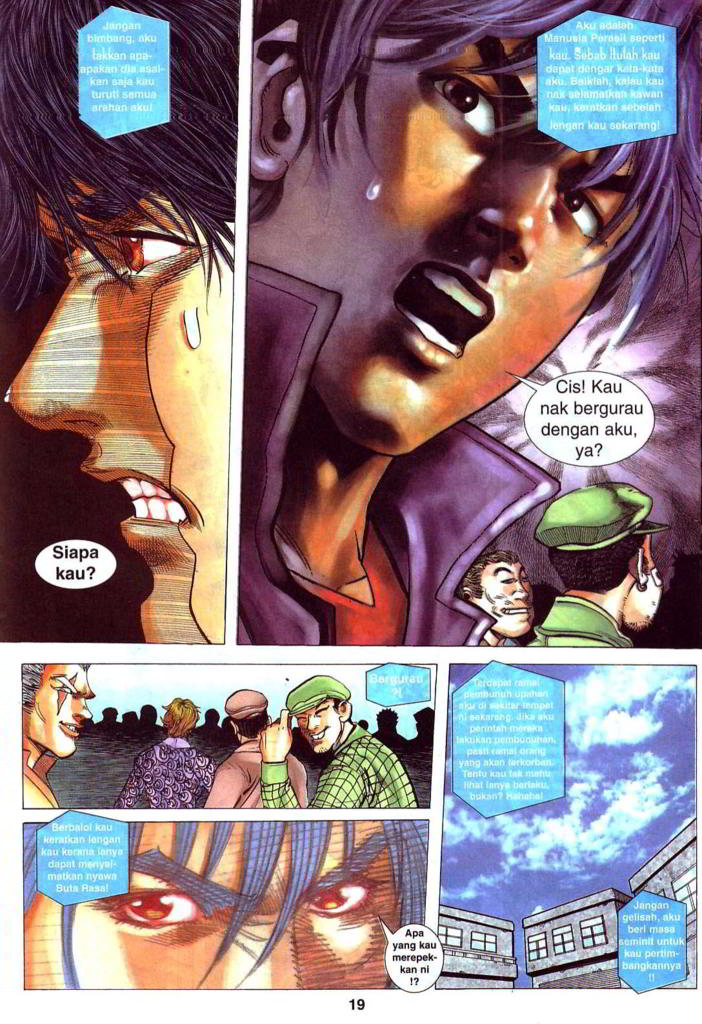 Jangan
bimbang, aku
takkan apa-
apakan dia asal-
kan saja kau
turuti semua
arahan aku!
Siapa
kau?
Aku adalah
Manusia Parasit seperti
kau. Sebab itulah kau
dapat dengar kata-kata
aku. Baiklah, kalau kau
nak selamatkan kawan
kau, keratkan sebelah
lengan kau sekarang!
Cis! Kau
nak bergurau
dengan aku,
ya?
Bergurau
?!
Terdapat ramai
pembunuh upahan
aku di sekitar tempat
ni sekarang. Jika aku
perintah mereka
lakukan pembunuhan,
pasti ramai orang
yang akan terkorban.
Tentu kau tak mahu
lihat ianya berlaku,
bukan? Hahaha!
Berbaloi kau
keratkan lengan
kau kerana ianya
dapat menyel-
matkan nyawa
Buta Rasa!
Apa
yang kau
merepek-
kan ni
!?
Jangan
gelisah, aku
beri masa
seminit untuk
kau pertim-
bangkannya
!!
19